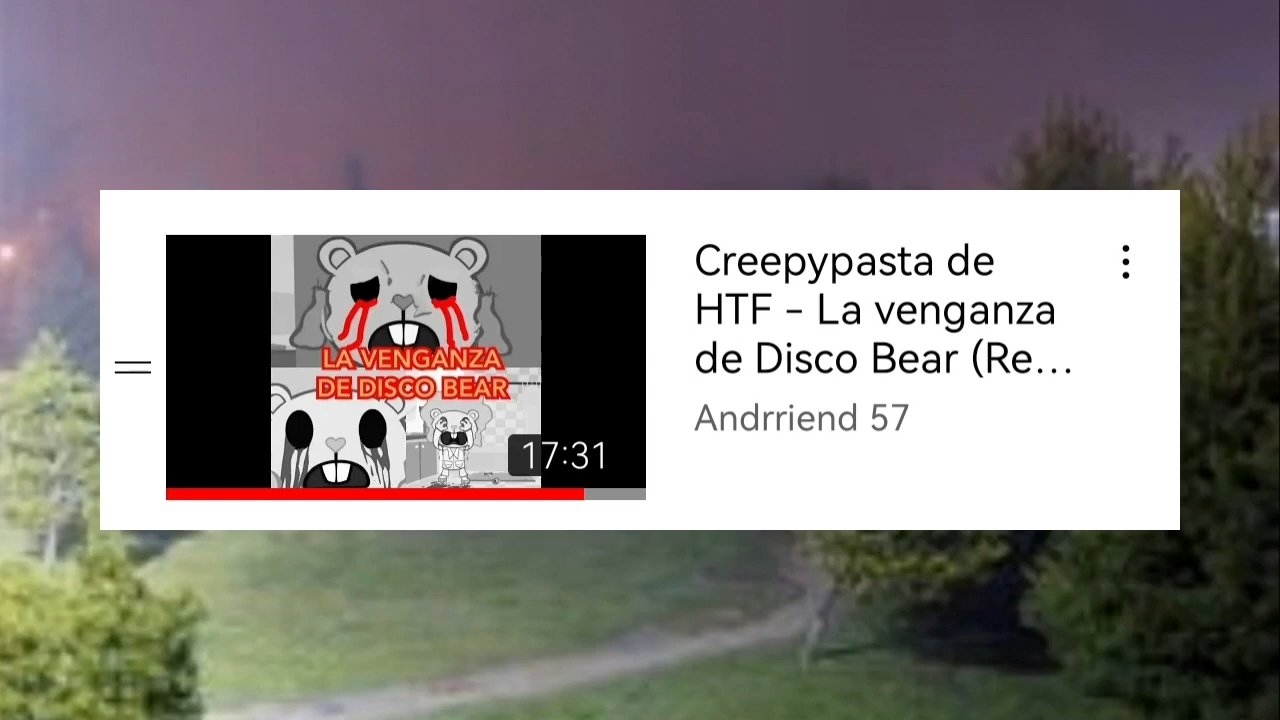 LA VENGANZA
DE DISCO BEAR
17:31
Creepypasta de
HTF - La venganza
de Disco Bear (Re...
Andrriend 57